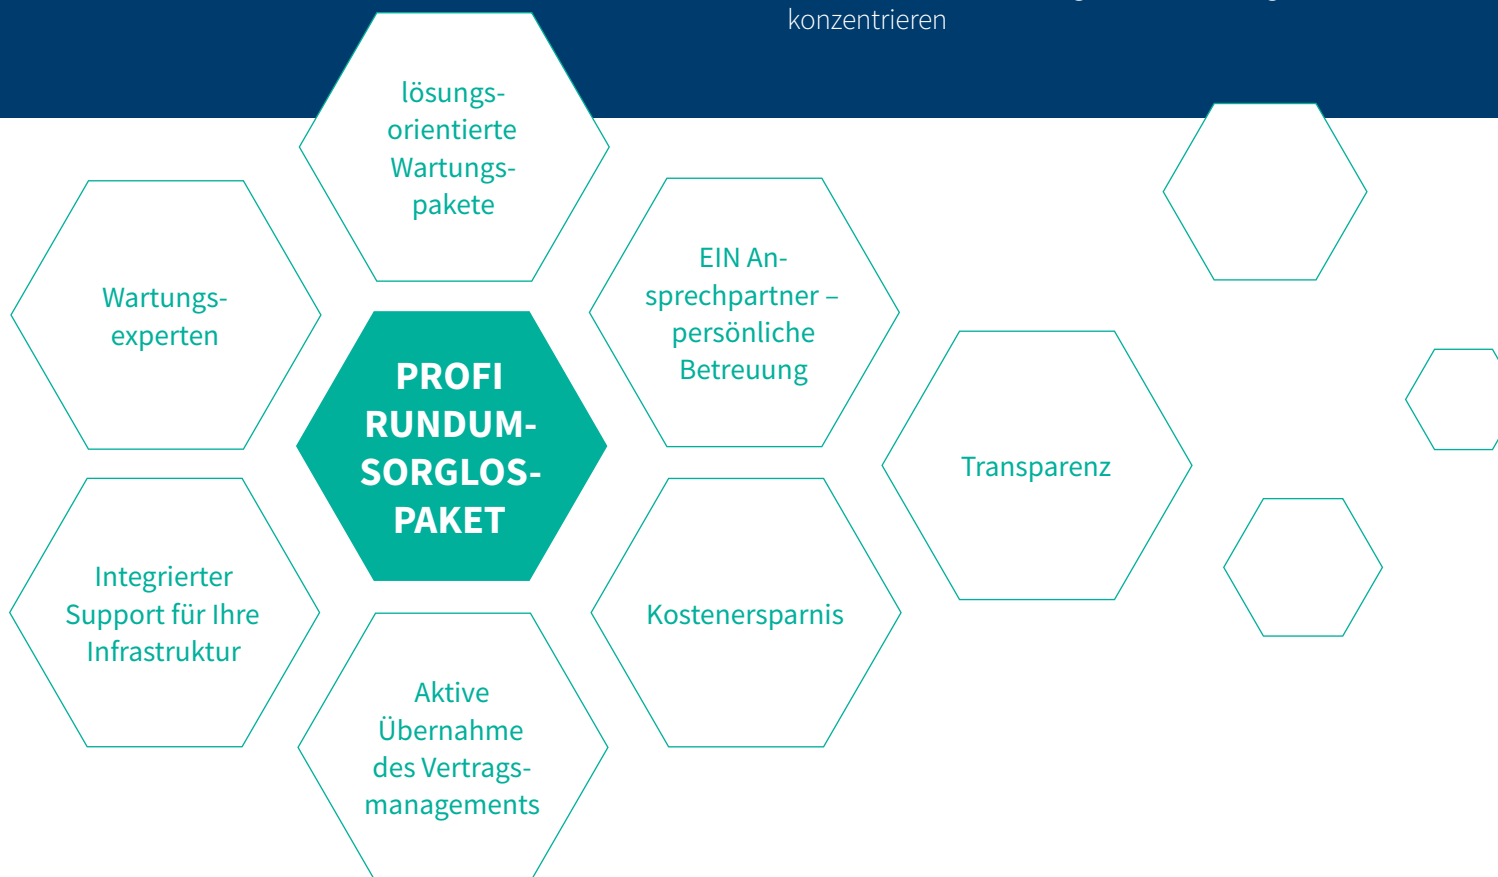 konzentrieren
lösungs-
orientierte
Wartungs-
pakete
Wartungs-
experten
EIN An-
sprechpartner –
persönliche
Betreuung
PROFI
RUNDUM-
SORGLOS-
PAKET
Transparenz
Integrierter
Support für Ihre
Infrastruktur
Kostenersparnis
Aktive
Übernahme
des Vertrags-
managements